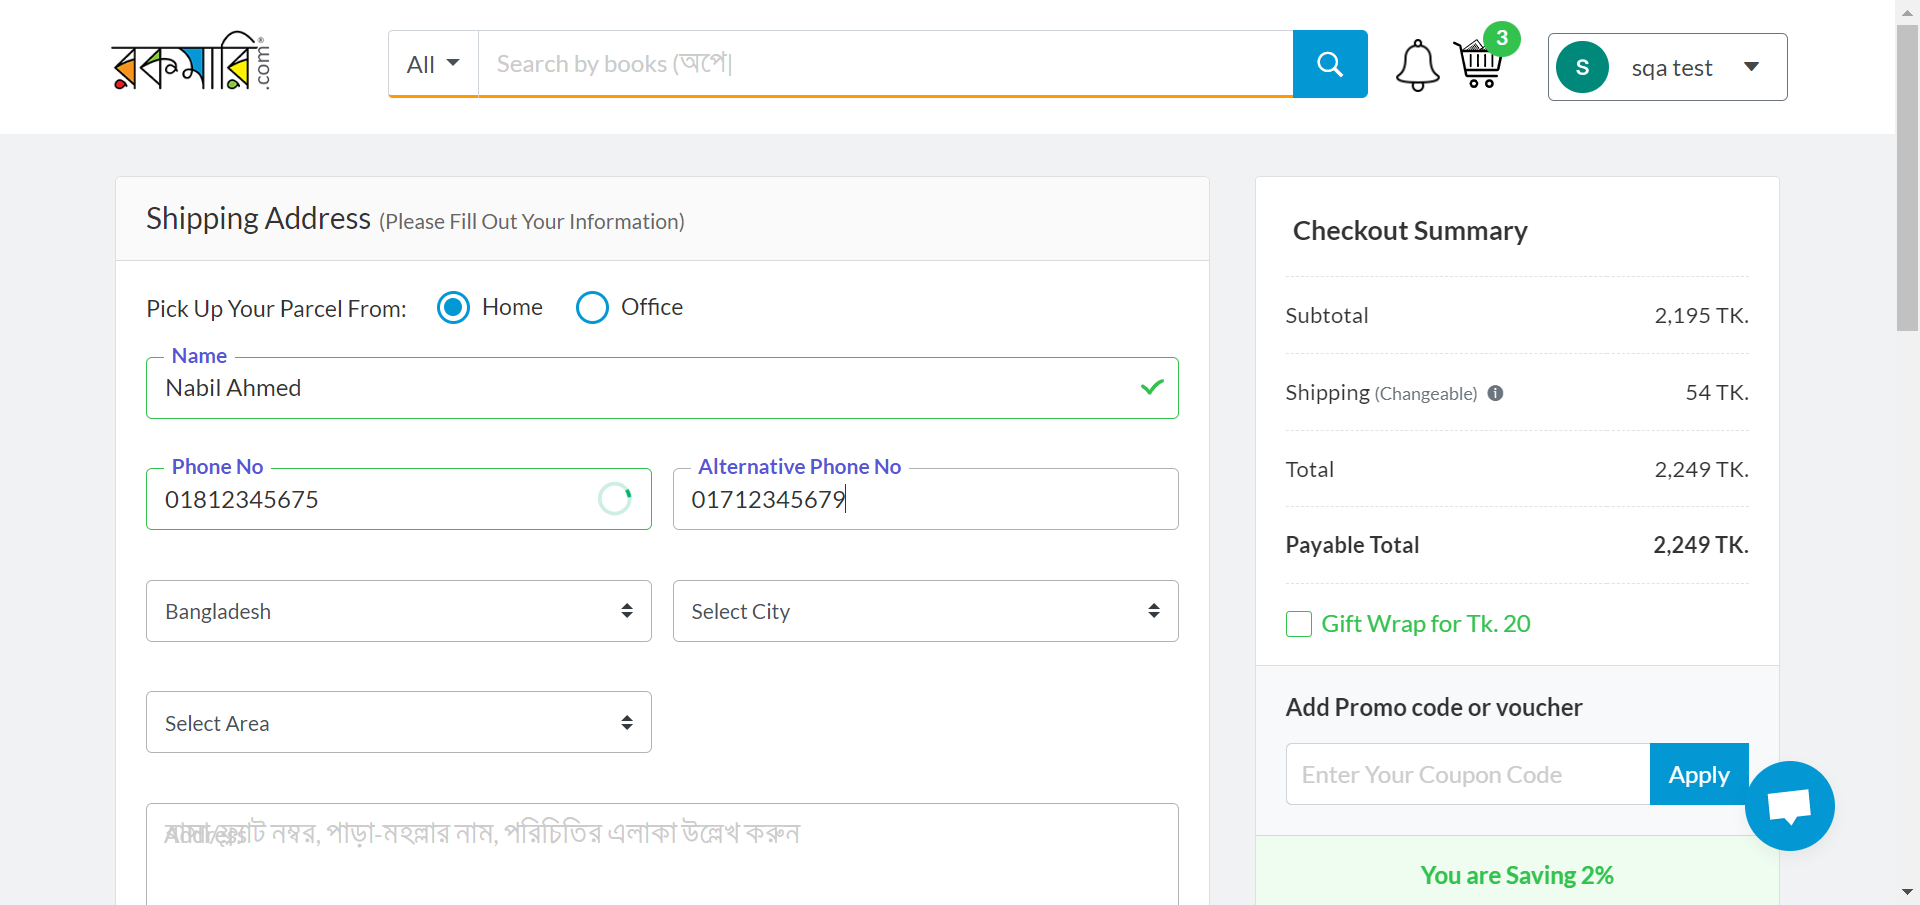 রকমারি.com
All
Search by books (অপে|
3
S
sqa test
Shipping Address (Please Fill Out Your Information)
Pick Up Your Parcel From:
Home
Office
Name
Nabil Ahmed
Phone No
01812345675
Alternative Phone No
01712345679
Bangladesh
Select City
Select Area
Address
বাসা/ফ্ল্যাট নম্বর, পাড়া-মহল্লার নাম, পরিচিতির এলাকা উল্লেখ করুন
Checkout Summary
Subtotal 2,195 TK.
Shipping (Changeable) 54 TK.
Total 2,249 TK.
Payable Total 2,249 TK.
Gift Wrap for Tk. 20
Add Promo code or voucher
Enter Your Coupon Code
Apply
You are Saving 2%